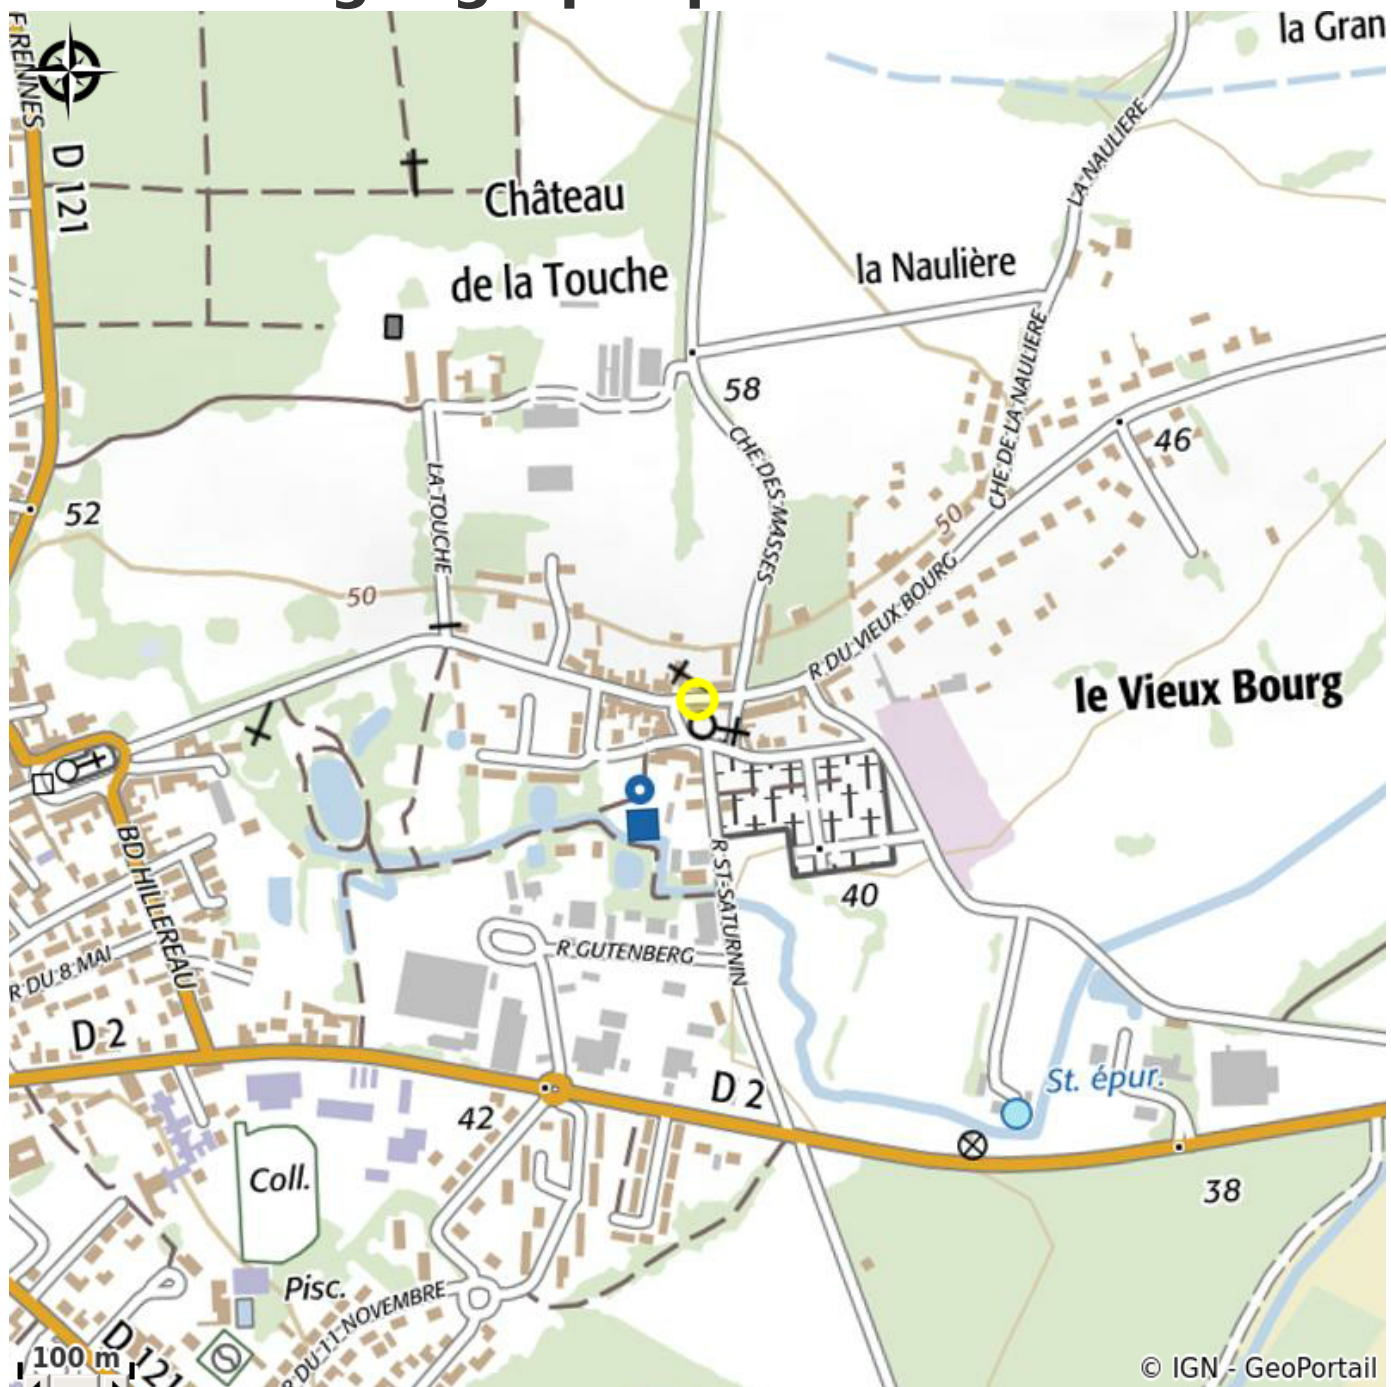 la Gran
E RENNES
D 121
LA NAULIERE
Château
de la Touche
la Naulière
58
CHE DE LA NAULIERE
46
CHE DES MASSES
LA TOUCHE
52
50
50
R DU VIEUX BOURG
le Vieux Bourg
BD HILLEREAU
R ST-SATURNIN
40
R GUTENBERG
R DU 8 MAI
D 2
D 2
St. épur.
42
Coll.
38
Pisc.
R DU 11 NOVEMBRE
D 121
100 m
© IGN - GeoPortail